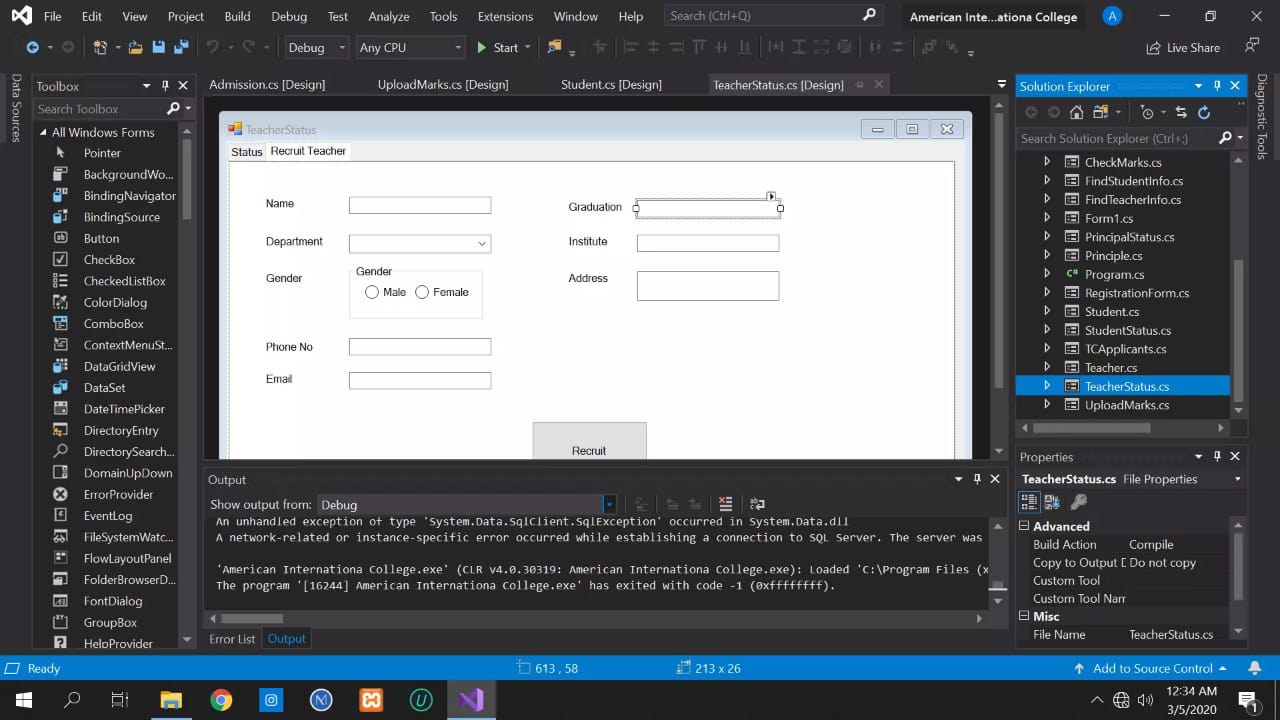 File Edit View Project Build Debug Test Analyze Tools Extensions Window Help Search (Ctrl+Q) American Inte...ationa College A
Debug Any CPU Start Live Share
Data Sources
Toolbox
Search Toolbox
All Windows Forms
Pointer
BackgroundWo...
BindingNavigator
BindingSource
Button
CheckBox
CheckedListBox
ColorDialog
ComboBox
ContextMenuSt...
DataGridView
DataSet
DateTimePicker
DirectoryEntry
DirectorySearch...
DomainUpDown
ErrorProvider
EventLog
FileSystemWatc...
FlowLayoutPanel
FolderBrowserD...
FontDialog
GroupBox
HelpProvider
Admission.cs [Design] UploadMarks.cs [Design] Student.cs [Design] TeacherStatus.cs [Design]
TeacherStatus
Status Recruit Teacher
Name Graduation
Department Institute
Gender Gender Address
Male Female
Phone No
Email
Recruit
Output
Show output from: Debug
An unhandled exception of type 'System.Data.SqlClient.SqlException' occurred in System.Data.dll
A network-related or instance-specific error occurred while establishing a connection to SQL Server. The server was
'American Internationa College.exe' (CLR v4.0.30319: American Internationa College.exe): Loaded 'C:\Program Files (x
The program '[16244] American Internationa College.exe' has exited with code -1 (0xffffffff).
Error List Output
Solution Explorer
Search Solution Explorer (Ctrl+;)
CheckMarks.cs
FindStudentInfo.cs
FindTeacherInfo.cs
Form1.cs
PrincipalStatus.cs
Principle.cs
C# Program.cs
RegistrationForm.cs
Student.cs
StudentStatus.cs
TCApplicants.cs
Teacher.cs
TeacherStatus.cs
UploadMarks.cs
Properties
TeacherStatus.cs File Properties
Advanced
Build Action Compile
Copy to Output D Do not copy
Custom Tool
Custom Tool Nam
Misc
File Name TeacherStatus.cs
Diagnostic Tools
Ready 613 , 58 213 x 26 Add to Source Control
12:34 AM
3/5/2020
1